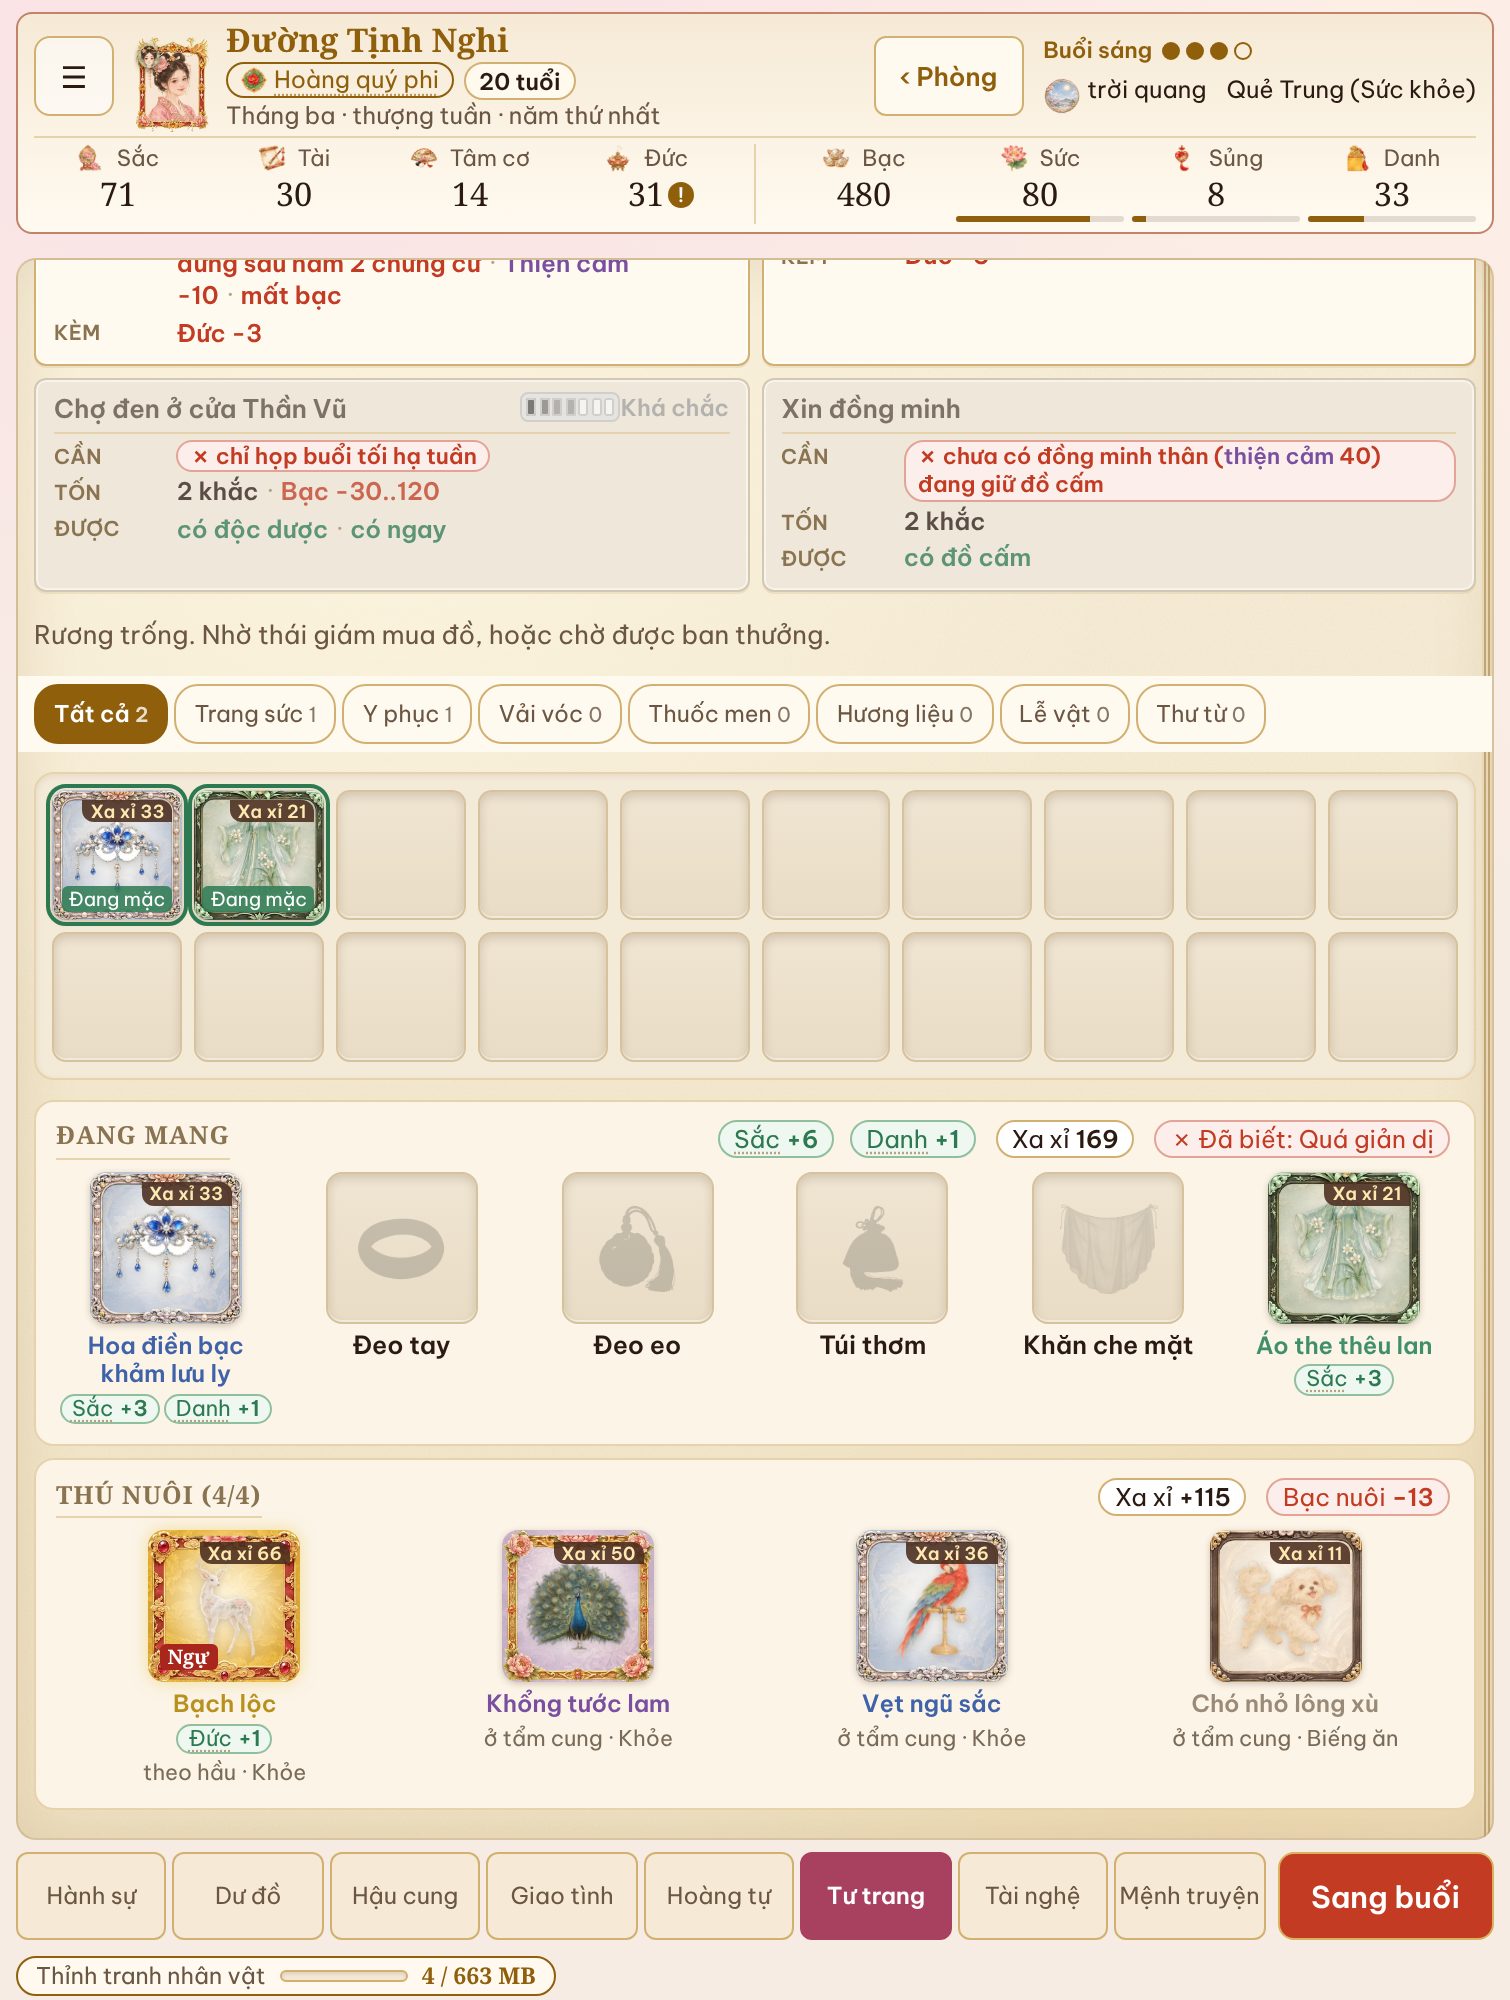 ☰
Đường Tịnh Nghi
Hoàng quý phi
20 tuổi
Tháng ba · thượng tuần · năm thứ nhất
‹ Phòng
Buổi sáng
trời quang Quẻ Trung (Sức khỏe)
Sắc Tài Tâm cơ Đức Bạc Sức Sủng Danh
71 30 14 31 ! 480 80 8 33
-10 · mất bạc
KÈM Đức -3
Chợ đen ở cửa Thần Vũ Khá chắc
CẦN × chỉ họp buổi tối hạ tuần
TỐN 2 khắc · Bạc -30..120
ĐƯỢC có độc dược · có ngay
Xin đồng minh
CẦN × chưa có đồng minh thân (thiện cảm 40)
đang giữ đồ cấm
TỐN 2 khắc
ĐƯỢC có đồ cấm
Rương trống. Nhờ thái giám mua đồ, hoặc chờ được ban thưởng.
Tất cả 2 Trang sức 1 Y phục 1 Vải vóc 0 Thuốc men 0 Hương liệu 0 Lễ vật 0 Thư từ 0
Xa xỉ 33 Xa xỉ 21
Đang mặc Đang mặc
ĐANG MANG Sắc +6 Danh +1 Xa xỉ 169 × Đã biết: Quá giản dị
Xa xỉ 33
Hoa điền bạc
khảm lưu ly
Sắc +3 Danh +1
Đeo tay
Đeo eo
Túi thơm
Khăn che mặt
Xa xỉ 21
Áo the thêu lan
Sắc +3
THÚ NUÔI (4/4) Xa xỉ +115 Bạc nuôi -13
Xa xỉ 66
Ngự
Bạch lộc
Đức +1
theo hầu · Khỏe
Xa xỉ 50
Khổng tước lam
ở tẩm cung · Khỏe
Xa xỉ 36
Vẹt ngũ sắc
ở tẩm cung · Khỏe
Xa xỉ 11
Chó nhỏ lông xù
ở tẩm cung · Biếng ăn
Hành sự Dư đồ Hậu cung Giao tình Hoàng tự Tư trang Tài nghệ Mệnh truyện Sang buổi
Thỉnh tranh nhân vật 4 / 663 MB